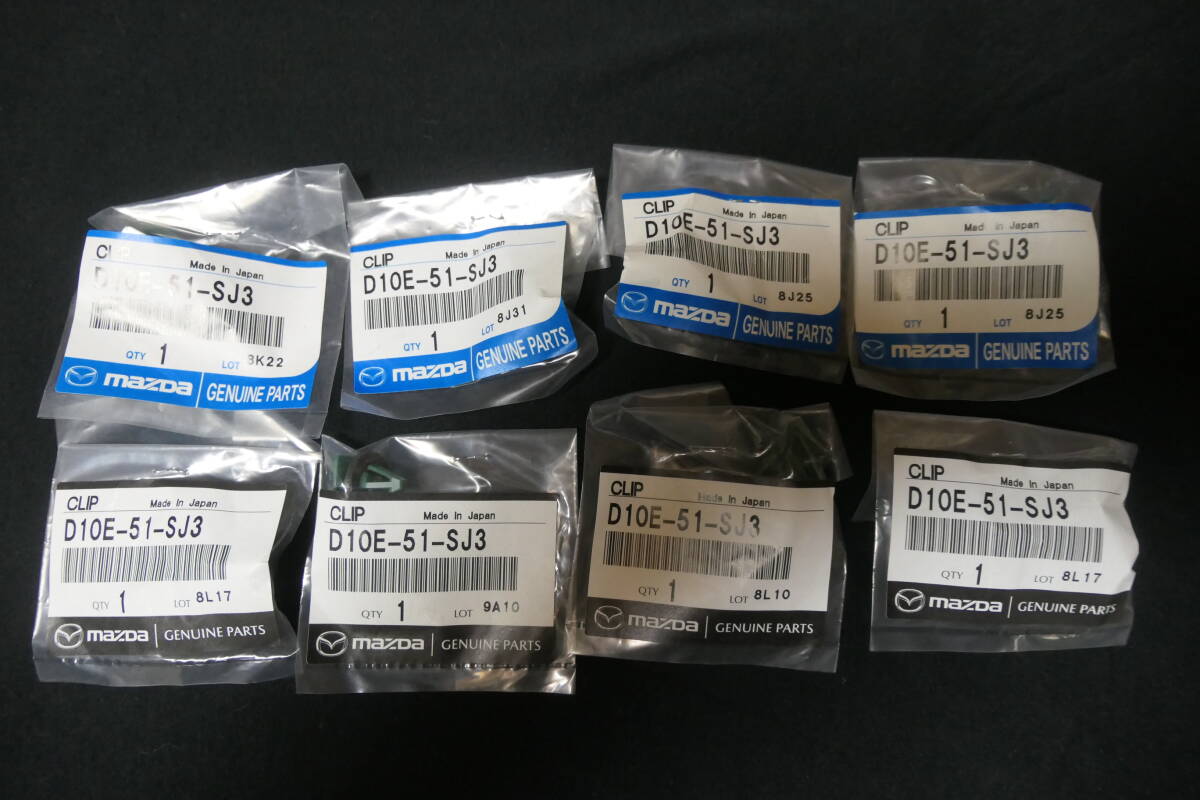 CLIP
Made In Japan
D10E-51-SJ3
QTY 1 LOT 8K22
mazda GENUINE PARTS
CLIP
Made In Japan
D10E-51-SJ3
QTY 1 LOT 8J31
mazda GENUINE PARTS
CLIP
Made In Japan
D10E-51-SJ3
QTY 1 LOT 8J25
mazda GENUINE PARTS
CLIP
Made In Japan
D10E-51-SJ3
QTY 1 LOT 8J25
mazda GENUINE PARTS
CLIP
Made In Japan
D10E-51-SJ3
QTY 1 LOT 8L17
mazda GENUINE PARTS
CLIP
Made In Japan
D10E-51-SJ3
QTY 1 LOT 9A10
mazda GENUINE PARTS
CLIP
Made In Japan
D10E-51-SJ3
QTY 1 LOT 8L10
mazda GENUINE PARTS
CLIP
Made In Japan
D10E-51-SJ3
QTY 1 LOT 8L17
mazda GENUINE PARTS